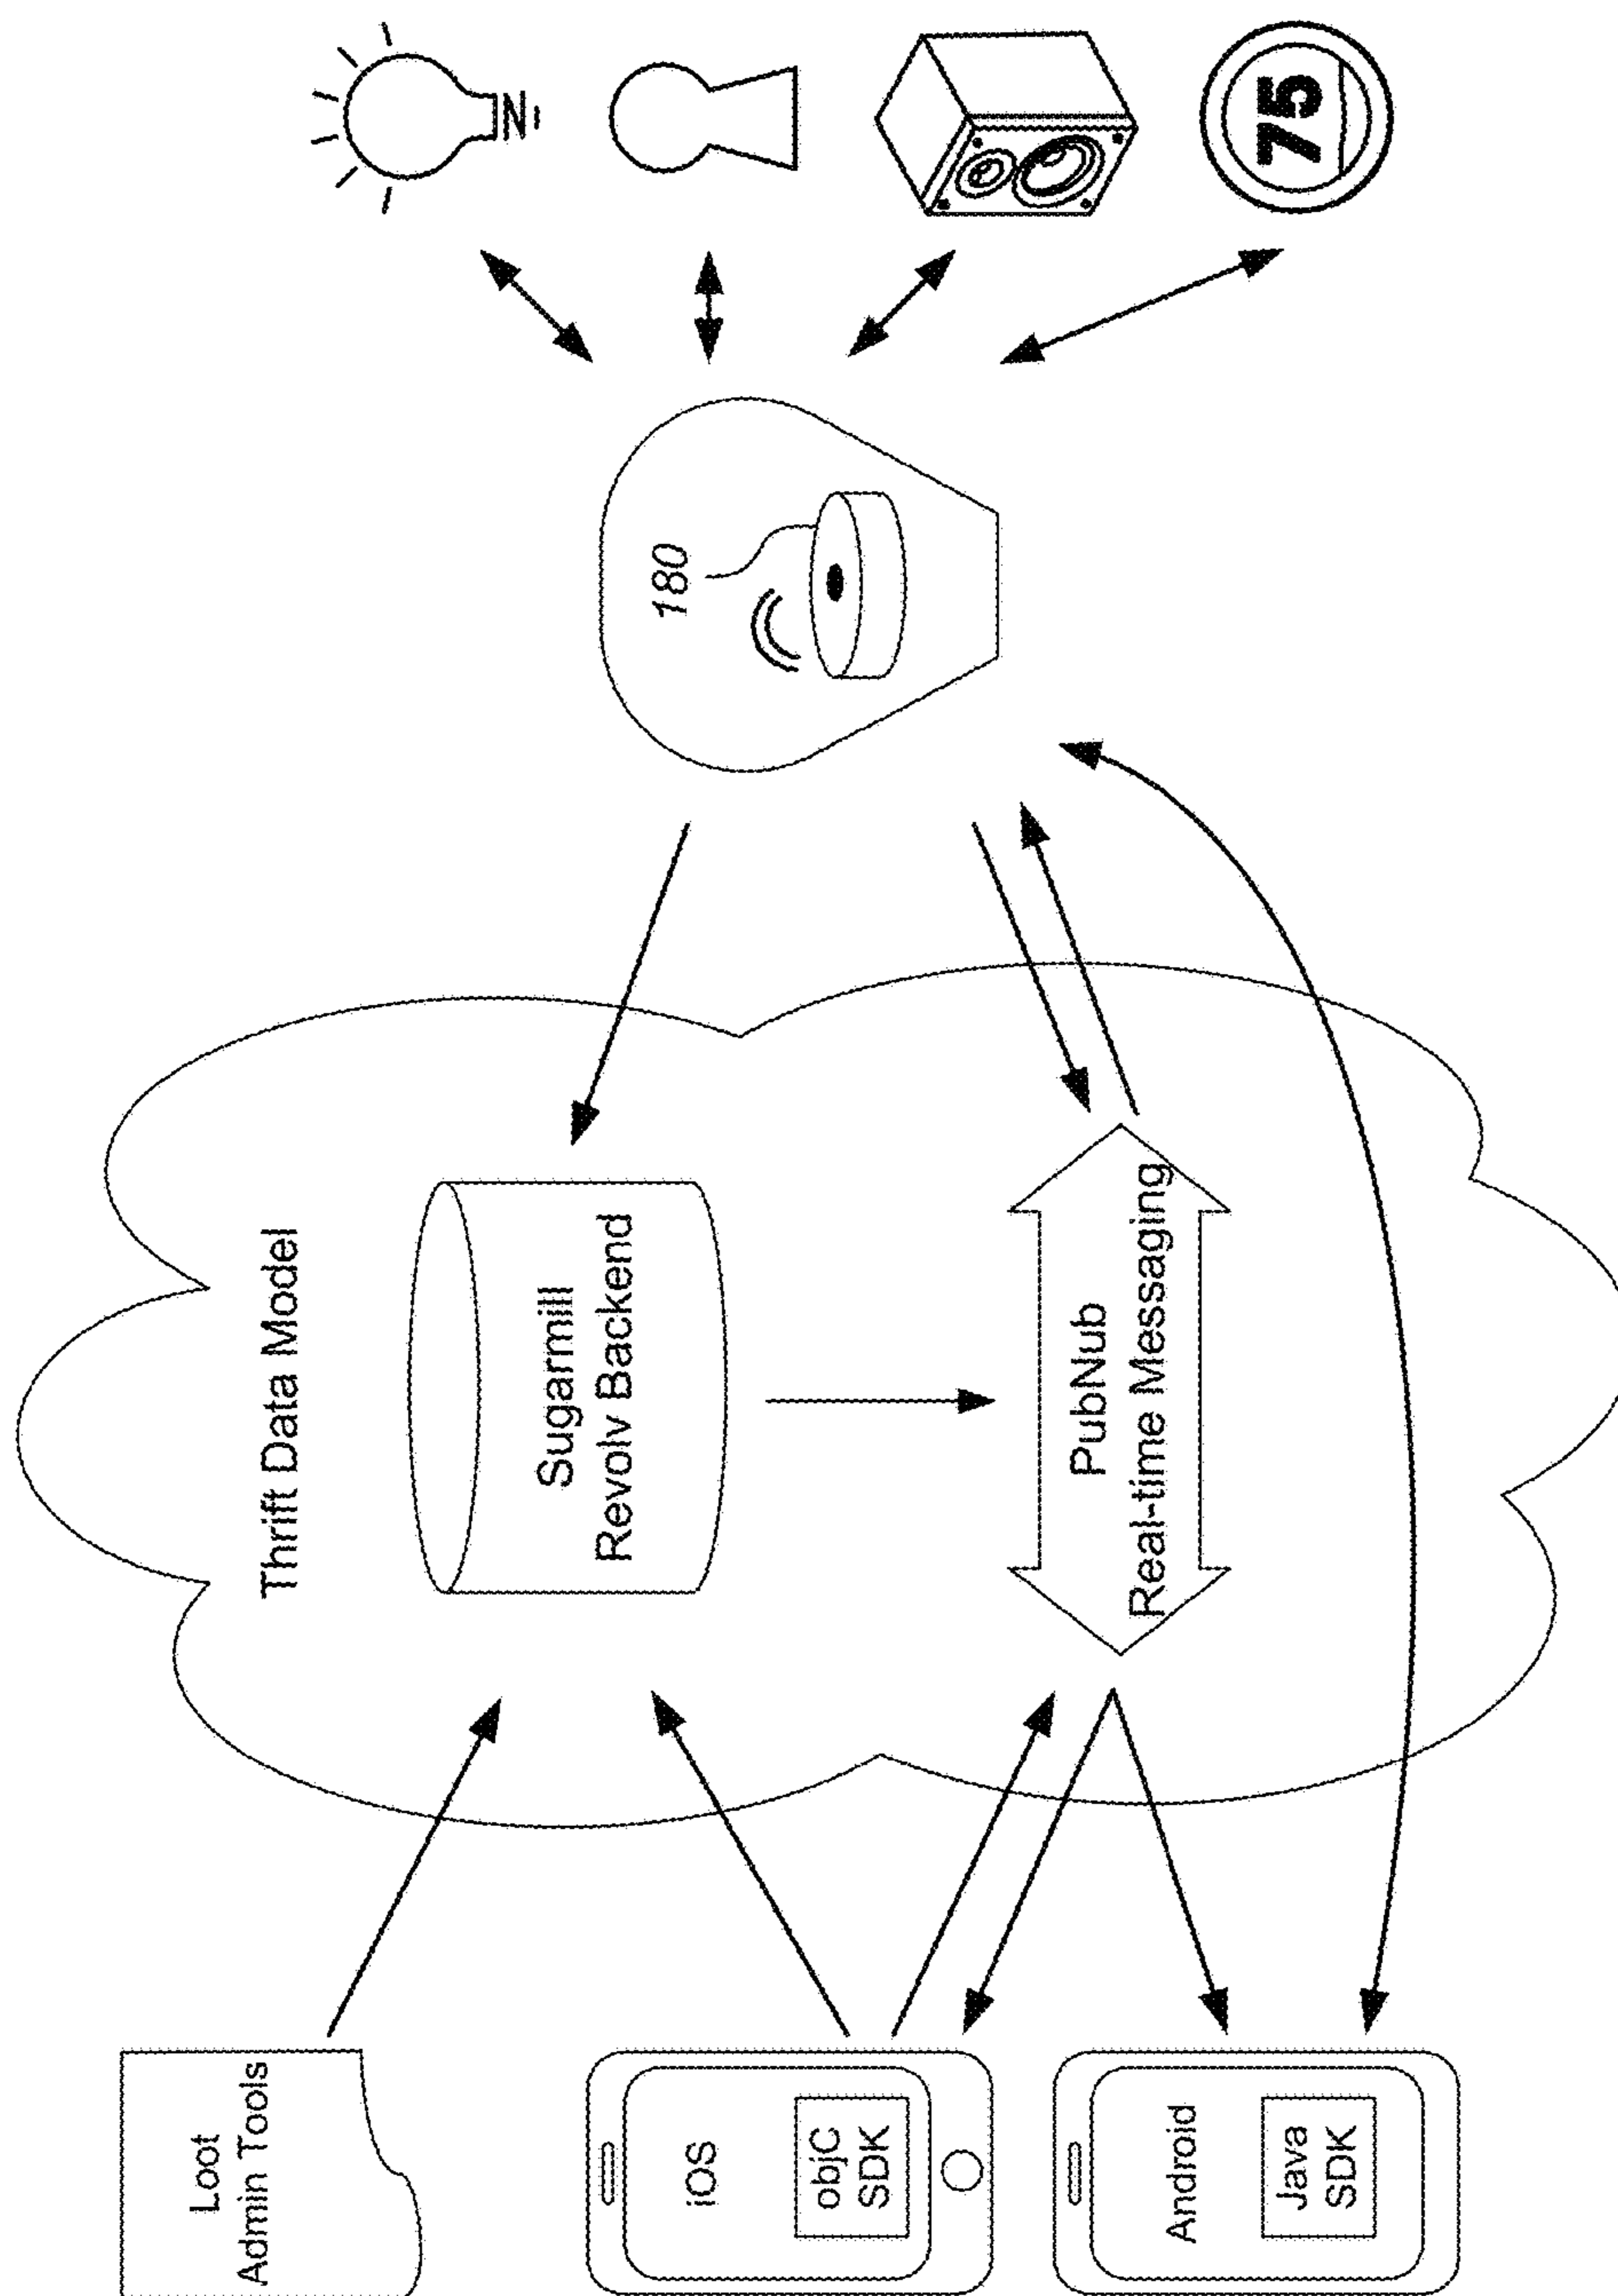 Loot
Admin Tools
iOS
objC
SDK
Android
Java
SDK
Thrift Data Model
Sugarmill
Revolv Backend
PubNub
Real-time Messaging
180
75